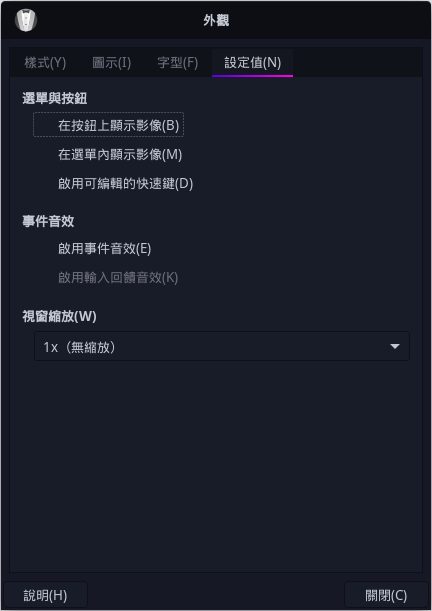 外觀
樣式(Y)
圖示(I)
字型(F)
設定值(N)
選單與按鈕
在按鈕上顯示影像(B)
在選單內顯示影像(M)
啟用可編輯的快速鍵(D)
事件音效
啟用事件音效(E)
啟用輸入回饋音效(K)
視窗縮放(W)
1x（無縮放）
說明(H)
關閉(C)